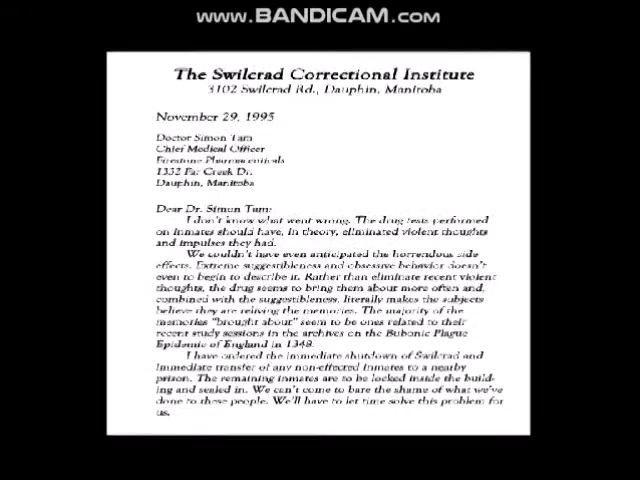 WWW.BANDICAM.COM
The Swilcrad Correctional Institute
3102 Swilcrad Rd., Dauphin, Manitoba
November 29, 1995
Doctor Simon Tam
Chief Medical Officer
Firestone Pharmaceuticals
1332 Far Creek Dr.
Dauphin, Manitoba
Dear Dr. Simon Tam:
I don't know what went wrong. The drug tests performed
on inmates should have, in theory, eliminated violent thoughts
and impulses they had.
We couldn't have even anticipated the horrendous side
effects. Extreme suggestibleness and obsessive behavior doesn't
even to begin to describe it. Rather than eliminate recent violent
thoughts, the drug seems to bring them about more often and,
combined with the suggestibleness, literally makes the subjects
believe they are reliving the memories. The majority of the
memories "brought about" seem to be ones related to their
recent study sessions in the archives on the Bubonic Plague
Epidemic of England in 1348.
I have ordered the immediate shutdown of Swilcrad and
immediate transfer of any non-effected inmates to a nearby
prison. The remaining inmates are to be locked inside the build-
ing and sealed in. We can't come to bare the shame of what we've
done to these people. We'll have to let time solve this problem for
us.